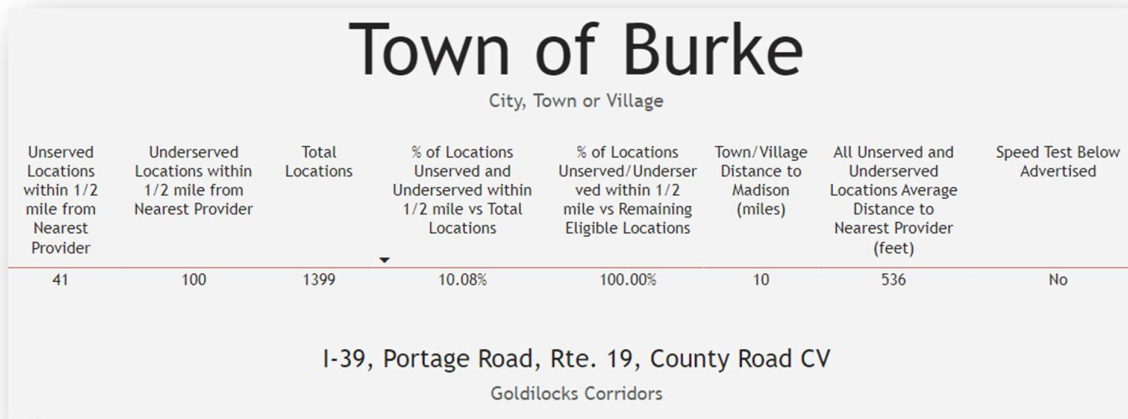 Town of Burke
City, Town or Village
Unserved
Locations
within 1/2
mile from
Nearest
Provider
Underserved
Locations within
1/2 mile from
Nearest Provider
Total
Locations
% of Locations
Unserved and
Underserved within
1/2 mile vs Total
Locations
% of Locations
Unserved/Underser
ved within 1/2
mile vs Remaining
Eligible Locations
Town/Village
Distance to
Madison
(miles)
All Unserved and
Underserved
Locations Average
Distance to
Nearest Provider
(feet)
Speed Test Below
Advertised
41 100 1399 10.08% 100.00% 10 536 No
I-39, Portage Road, Rte. 19, County Road CV
Goldilocks Corridors